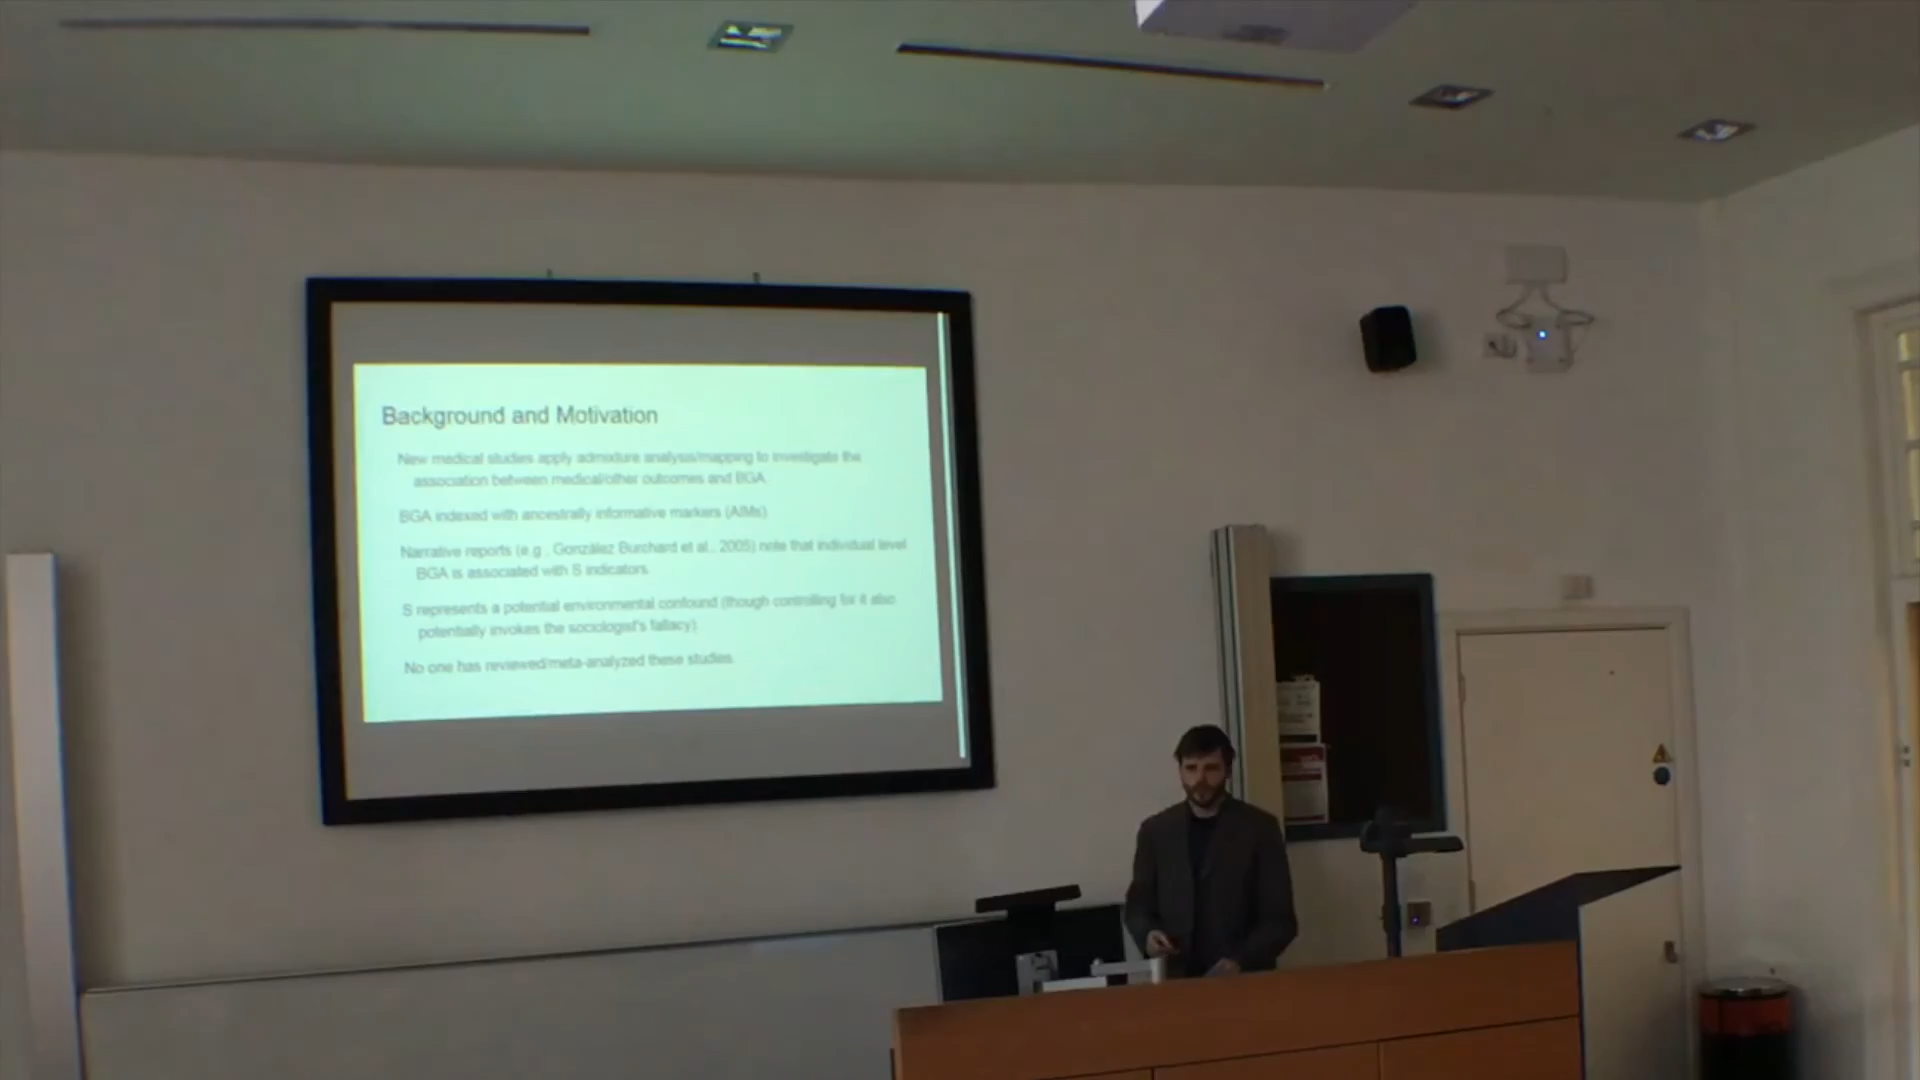 Background and Motivation
New medical studies apply admixture analysis/mapping to investigate the
association between medical/other outcomes and BGA
BGA indexed with ancestrally informative markers (AIMs)
Narrative reports (e.g., González Burchard et al., 2005) note that individual level
BGA is associated with S indicators
S represents a potential environmental confound (though controlling for it also
potentially invokes the sociologist's fallacy)
No one has reviewed/meta-analyzed these studies.